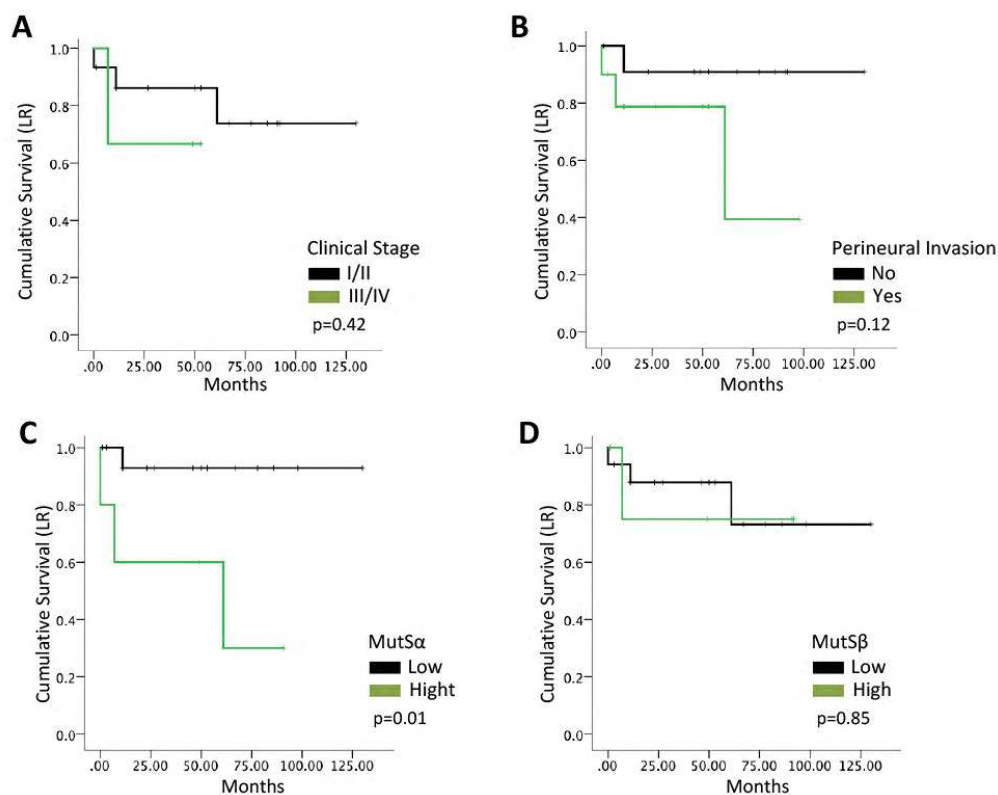 A
Cumulative Survival (LR)
1.0
0.8
0.6
0.4
0.2
0.0
Clinical Stage
I/II
III/IV
p=0.42
.00 25.00 50.00 75.00 100.00 125.00
Months
B
Cumulative Survival (LR)
1.0
0.8
0.6
0.4
0.2
0.0
Perineural Invasion
No
Yes
p=0.12
.00 25.00 50.00 75.00 100.00 125.00
Months
C
Cumulative Survival (LR)
1.0
0.8
0.6
0.4
0.2
0.0
MutSα
Low
Hight
p=0.01
.00 25.00 50.00 75.00 100.00 125.00
Months
D
Cumulative Survival (LR)
1.0
0.8
0.6
0.4
0.2
0.0
MutSβ
Low
High
p=0.85
.00 25.00 50.00 75.00 100.00 125.00
Months